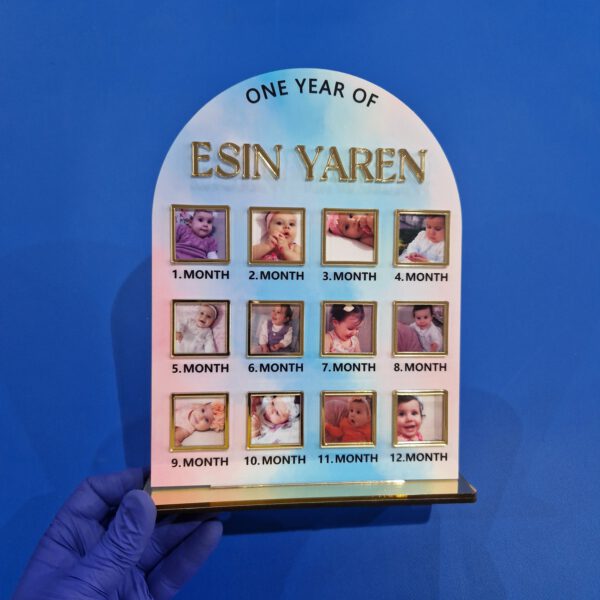 ONE YEAR OF
ESIN YAREN
1.MONTH 2.MONTH 3.MONTH 4.MONTH
5.MONTH 6.MONTH 7.MONTH 8.MONTH
9.MONTH 10.MONTH 11.MONTH 12.MONTH